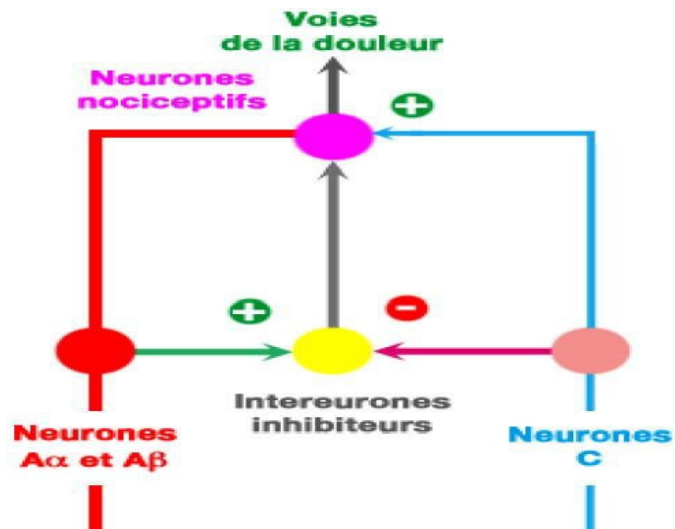 Voies
de la douleur
Neurones
nociceptifs
+
+
-
Intereurones
inhibiteurs
Neurones
Aα et Aβ
Neurones
C